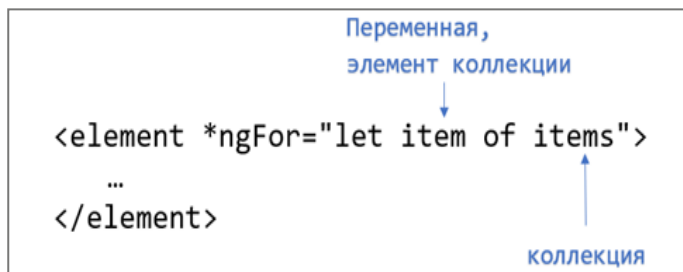 Переменная,
элемент коллекции
<element *ngFor="let item of items">
…
</element>
коллекция